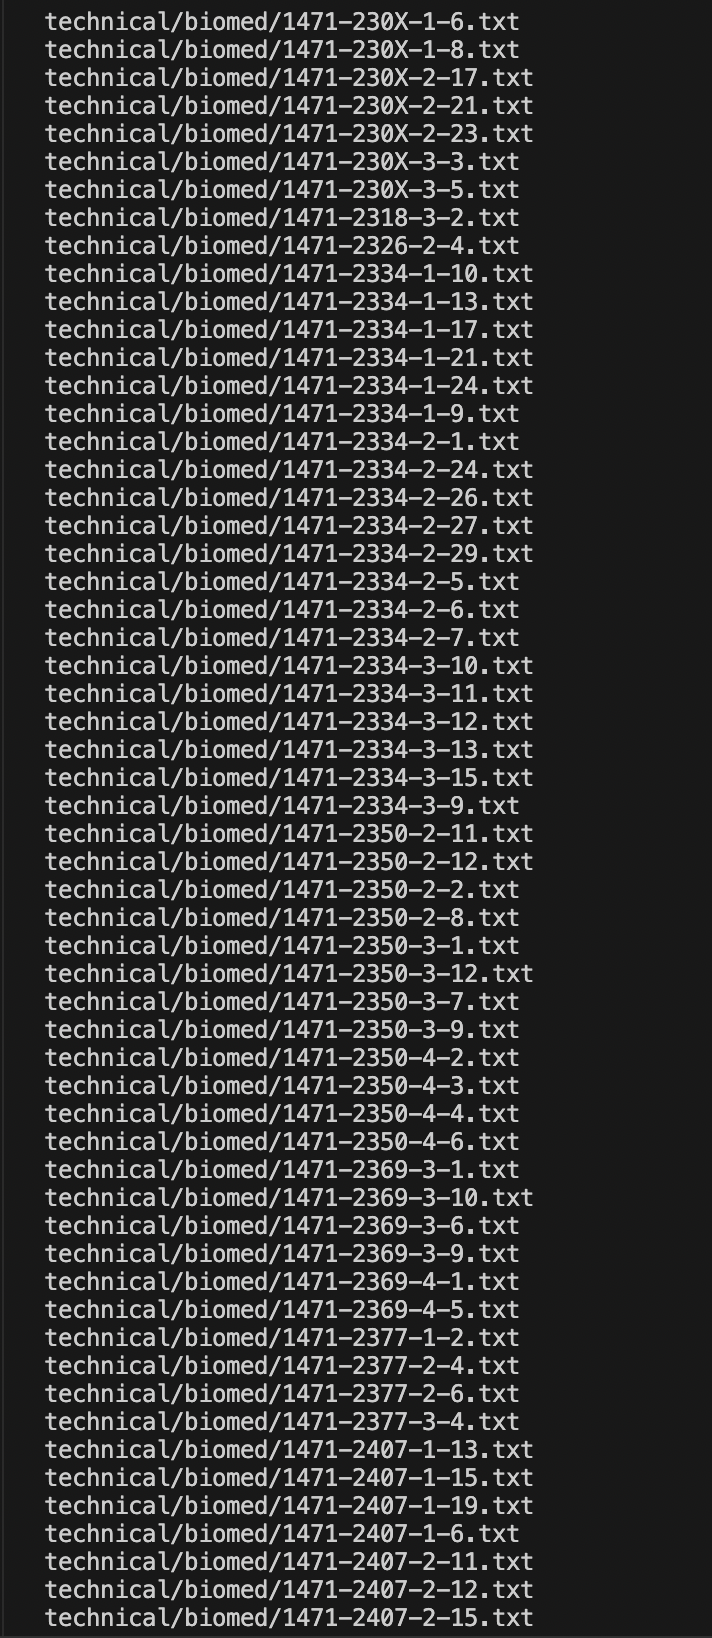 technical/biomed/1471-230X-1-6.txt
technical/biomed/1471-230X-1-8.txt
technical/biomed/1471-230X-2-17.txt
technical/biomed/1471-230X-2-21.txt
technical/biomed/1471-230X-2-23.txt
technical/biomed/1471-230X-3-3.txt
technical/biomed/1471-230X-3-5.txt
technical/biomed/1471-2318-3-2.txt
technical/biomed/1471-2326-2-4.txt
technical/biomed/1471-2334-1-10.txt
technical/biomed/1471-2334-1-13.txt
technical/biomed/1471-2334-1-17.txt
technical/biomed/1471-2334-1-21.txt
technical/biomed/1471-2334-1-24.txt
technical/biomed/1471-2334-1-9.txt
technical/biomed/1471-2334-2-1.txt
technical/biomed/1471-2334-2-24.txt
technical/biomed/1471-2334-2-26.txt
technical/biomed/1471-2334-2-27.txt
technical/biomed/1471-2334-2-29.txt
technical/biomed/1471-2334-2-5.txt
technical/biomed/1471-2334-2-6.txt
technical/biomed/1471-2334-2-7.txt
technical/biomed/1471-2334-3-10.txt
technical/biomed/1471-2334-3-11.txt
technical/biomed/1471-2334-3-12.txt
technical/biomed/1471-2334-3-13.txt
technical/biomed/1471-2334-3-15.txt
technical/biomed/1471-2334-3-9.txt
technical/biomed/1471-2350-2-11.txt
technical/biomed/1471-2350-2-12.txt
technical/biomed/1471-2350-2-2.txt
technical/biomed/1471-2350-2-8.txt
technical/biomed/1471-2350-3-1.txt
technical/biomed/1471-2350-3-12.txt
technical/biomed/1471-2350-3-7.txt
technical/biomed/1471-2350-3-9.txt
technical/biomed/1471-2350-4-2.txt
technical/biomed/1471-2350-4-3.txt
technical/biomed/1471-2350-4-4.txt
technical/biomed/1471-2350-4-6.txt
technical/biomed/1471-2369-3-1.txt
technical/biomed/1471-2369-3-10.txt
technical/biomed/1471-2369-3-6.txt
technical/biomed/1471-2369-3-9.txt
technical/biomed/1471-2369-4-1.txt
technical/biomed/1471-2369-4-5.txt
technical/biomed/1471-2377-1-2.txt
technical/biomed/1471-2377-2-4.txt
technical/biomed/1471-2377-2-6.txt
technical/biomed/1471-2377-3-4.txt
technical/biomed/1471-2407-1-13.txt
technical/biomed/1471-2407-1-15.txt
technical/biomed/1471-2407-1-19.txt
technical/biomed/1471-2407-1-6.txt
technical/biomed/1471-2407-2-11.txt
technical/biomed/1471-2407-2-12.txt
technical/biomed/1471-2407-2-15.txt